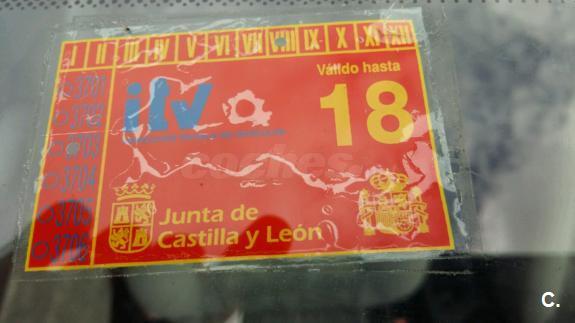 I II III IV V VI VII VIII IX X XI XII
Válido hasta
18
3701
3702
3703
3704
3705
3706
itv
Junta de
Castilla y León
coches.
C.